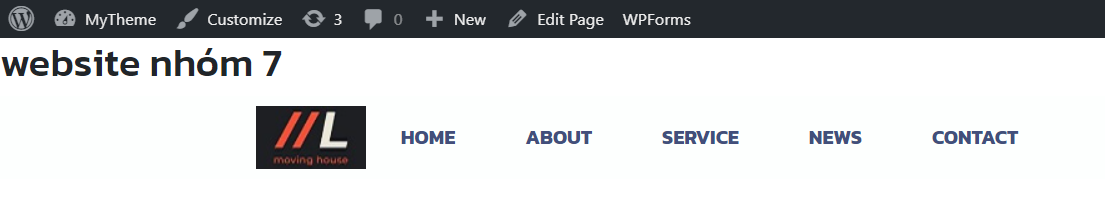 MyTheme Customize 3 0 New Edit Page WPForms
website nhóm 7
//L
moving house
HOME ABOUT SERVICE NEWS CONTACT